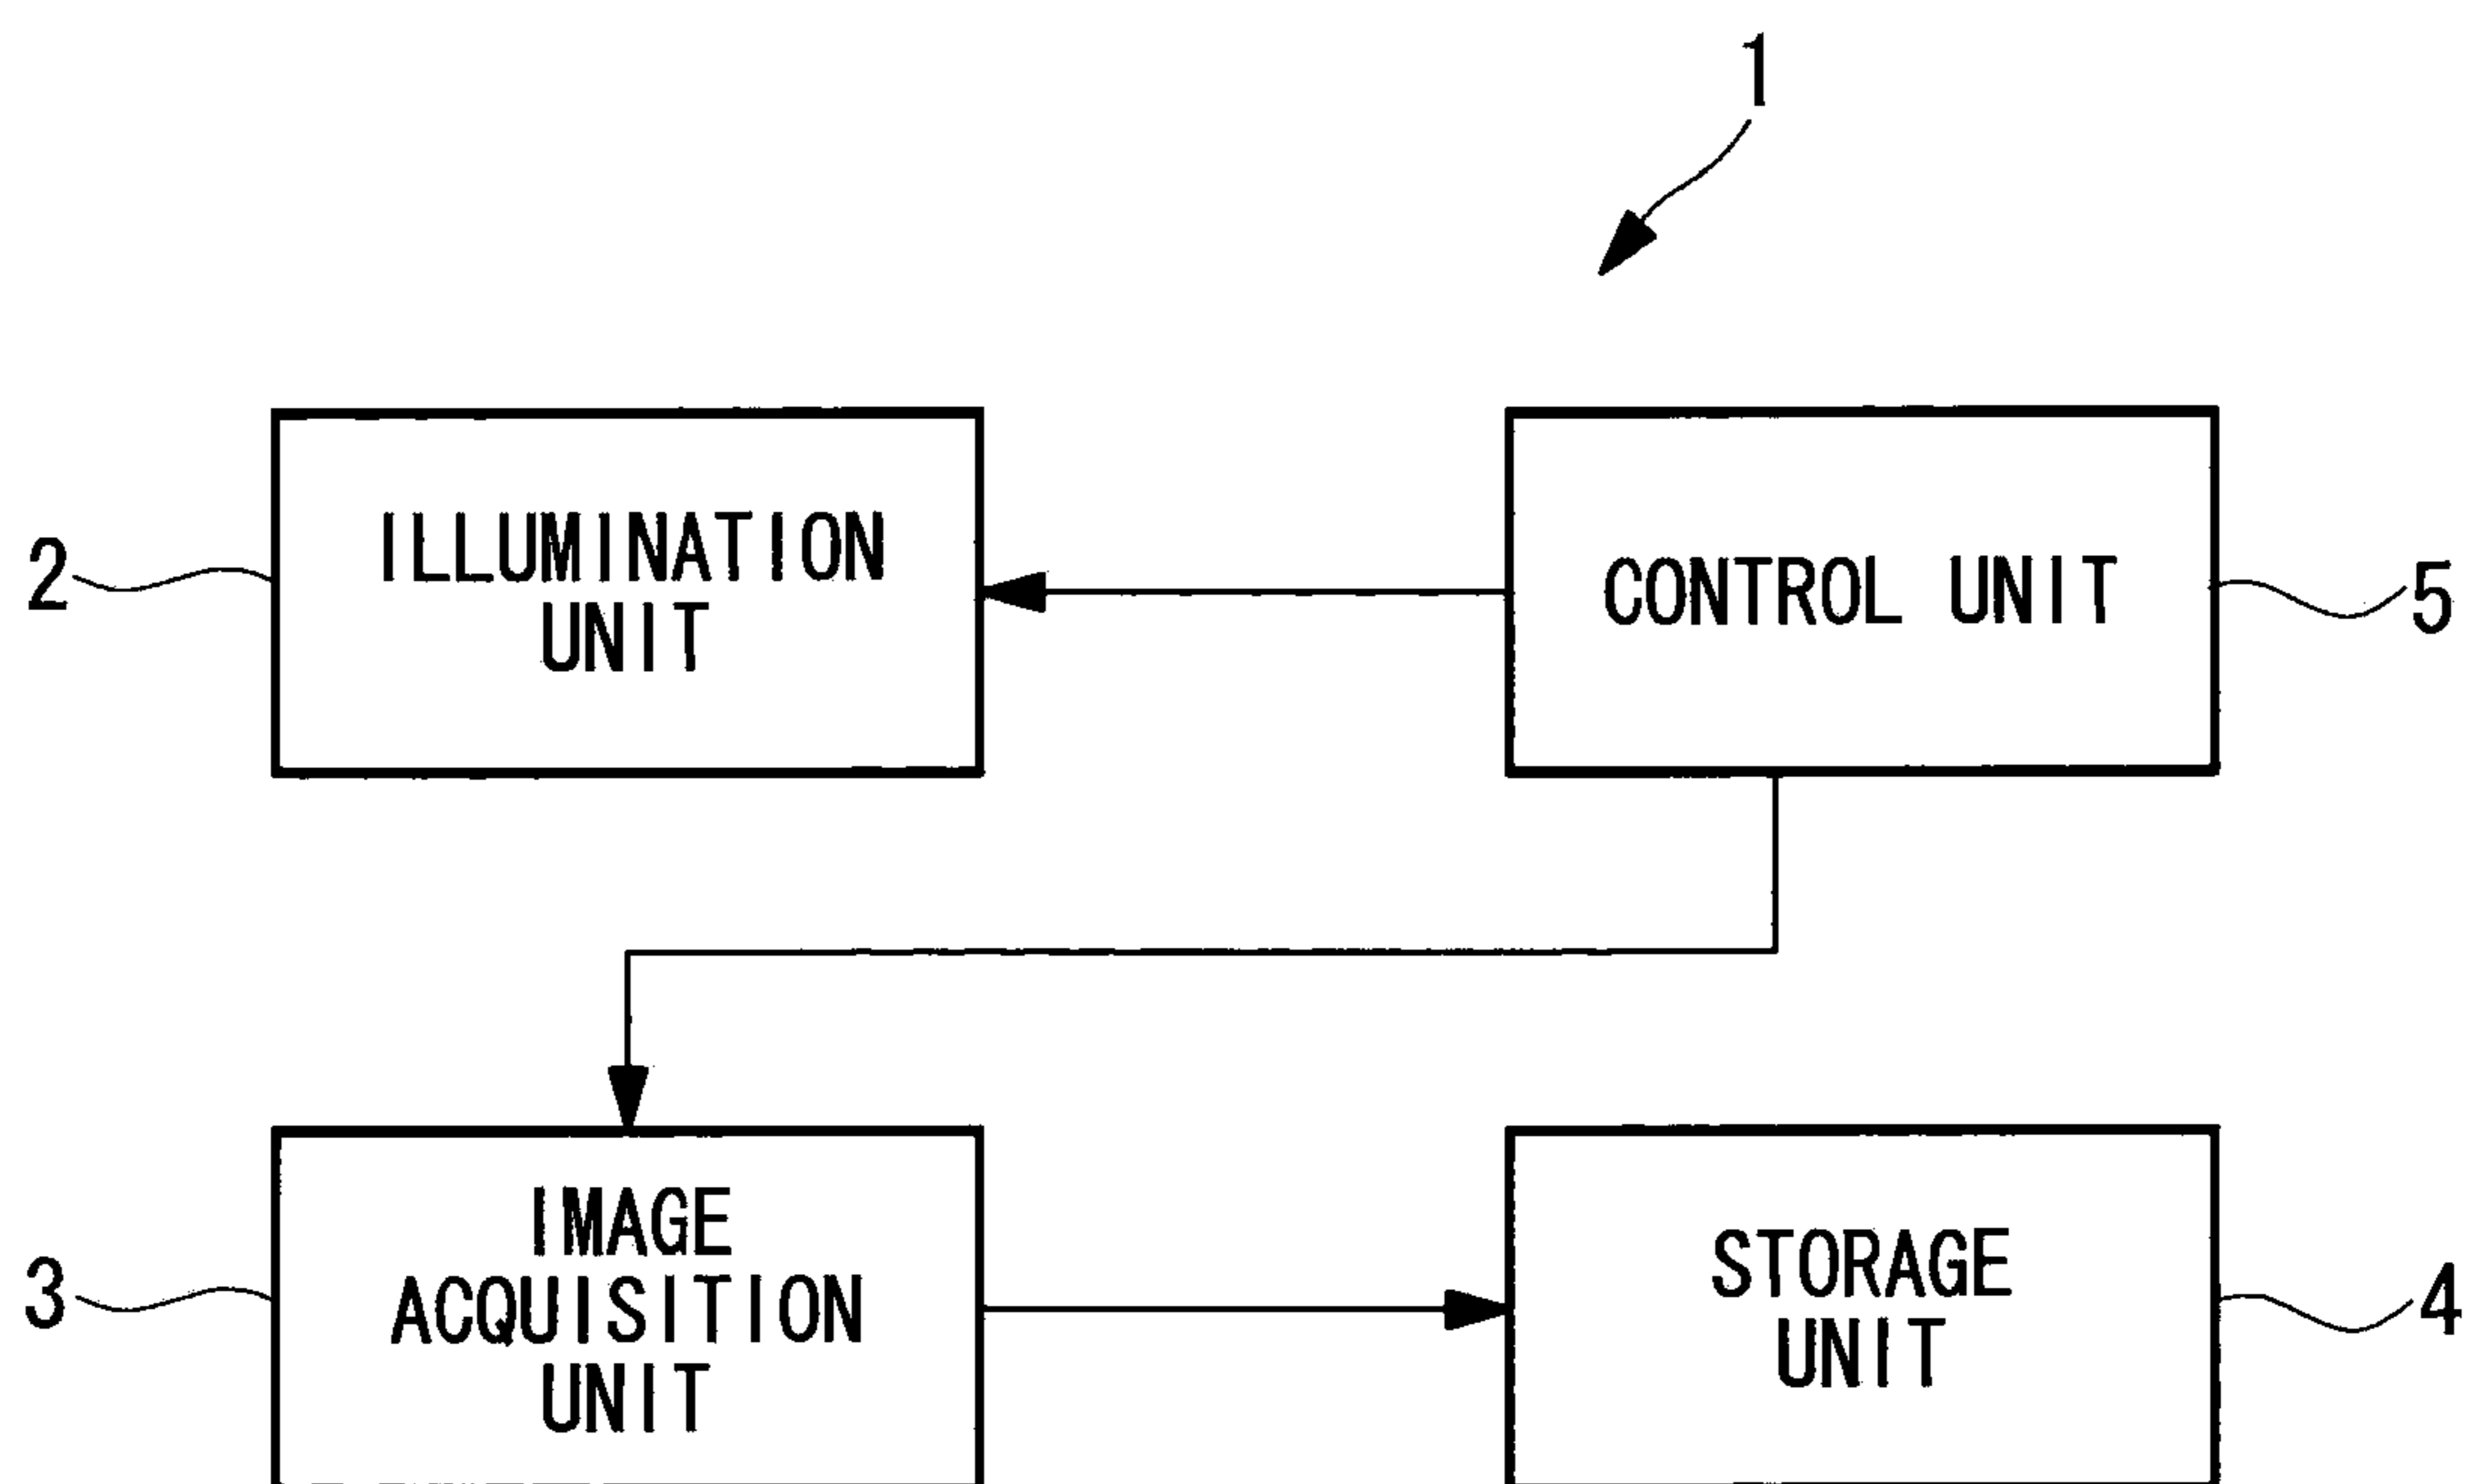 1
2
ILLUMINATION
UNIT
CONTROL UNIT
5
3
IMAGE
ACQUISITION
UNIT
STORAGE
UNIT
4